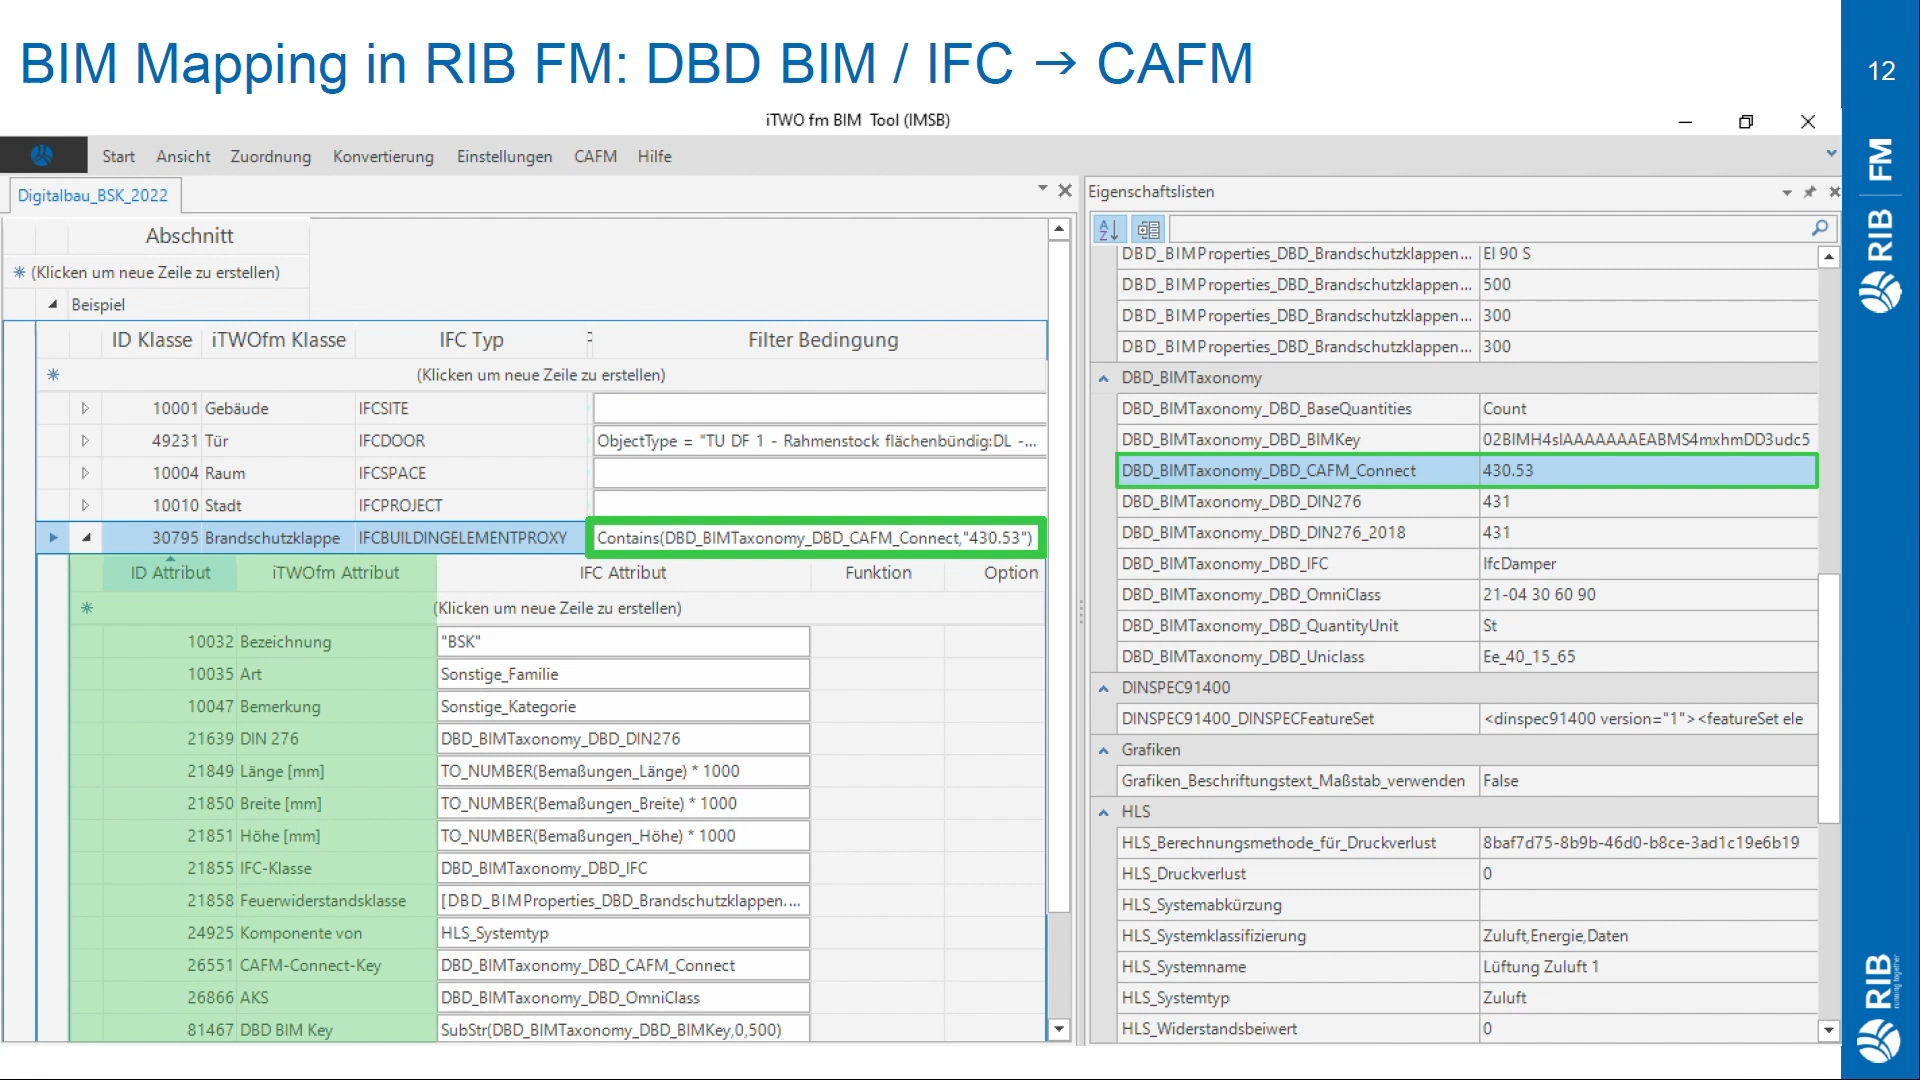 BIM Mapping in RIB FM: DBD BIM / IFC → CAFM
12
iTWO fm BIM Tool (IMSB)
Start Ansicht Zuordnung Konvertierung Einstellungen CAFM Hilfe
Digitalbau_BSK_2022
Abschnitt
(Klicken um neue Zeile zu erstellen)
Beispiel
ID Klasse iTWOfm Klasse IFC Typ Filter Bedingung
(Klicken um neue Zeile zu erstellen)
10001 Gebäude IFCSITE
49231 Tür IFCDOOR ObjectType = "TU DF 1 - Rahmenstock flächenbündig:DL -...
10004 Raum IFCSPACE
10010 Stadt IFCPROJECT
30795 Brandschutzklappe IFCBUILDINGELEMENTPROXY Contains(DBD_BIMTaxonomy_DBD_CAFM_Connect,"430.53")
ID Attribut iTWOfm Attribut IFC Attribut Funktion Option
(Klicken um neue Zeile zu erstellen)
10032 Bezeichnung "BSK"
10035 Art Sonstige_Familie
10047 Bemerkung Sonstige_Kategorie
21639 DIN 276 DBD_BIMTaxonomy_DBD_DIN276
21849 Länge [mm] TO_NUMBER(Bemaßungen_Länge) * 1000
21850 Breite [mm] TO_NUMBER(Bemaßungen_Breite) * 1000
21851 Höhe [mm] TO_NUMBER(Bemaßungen_Höhe) * 1000
21855 IFC-Klasse DBD_BIMTaxonomy_DBD_IFC
21858 Feuerwiderstandsklasse [DBD_BIMProperties_DBD_Brandschutzklappen....
24925 Komponente von HLS_Systemtyp
26551 CAFM-Connect-Key DBD_BIMTaxonomy_DBD_CAFM_Connect
26866 AKS DBD_BIMTaxonomy_DBD_OmniClass
81467 DBD BIM Key SubStr(DBD_BIMTaxonomy_DBD_BIMKey,0,500)
Eigenschaftslisten
DBD_BIMProperties_DBD_Brandschutzklappen... EI 90 S
DBD_BIMProperties_DBD_Brandschutzklappen... 500
DBD_BIMProperties_DBD_Brandschutzklappen... 300
DBD_BIMProperties_DBD_Brandschutzklappen... 300
DBD_BIMTaxonomy
DBD_BIMTaxonomy_DBD_BaseQuantities Count
DBD_BIMTaxonomy_DBD_BIMKey 02BIMH4sIAAAAAAAEABMS4mxhmDD3udc5
DBD_BIMTaxonomy_DBD_CAFM_Connect 430.53
DBD_BIMTaxonomy_DBD_DIN276 431
DBD_BIMTaxonomy_DBD_DIN276_2018 431
DBD_BIMTaxonomy_DBD_IFC IfcDamper
DBD_BIMTaxonomy_DBD_OmniClass 21-04 30 60 90
DBD_BIMTaxonomy_DBD_QuantityUnit St
DBD_BIMTaxonomy_DBD_Uniclass Ee_40_15_65
DINSPEC91400
DINSPEC91400_DINSPECFeatureSet <dinspec91400 version="1"><featureSet ele
Grafiken
Grafiken_Beschriftungstext_Maßstab_verwenden False
HLS
HLS_Berechnungsmethode_für_Druckverlust 8baf7d75-8b9b-46d0-b8ce-3ad1c19e6b19
HLS_Druckverlust 0
HLS_Systemabkürzung
HLS_Systemklassifizierung Zuluft,Energie,Daten
HLS_Systemname Lüftung Zuluft 1
HLS_Systemtyp Zuluft
HLS_Widerstandsbeiwert 0
RIB FM
RIB
running together